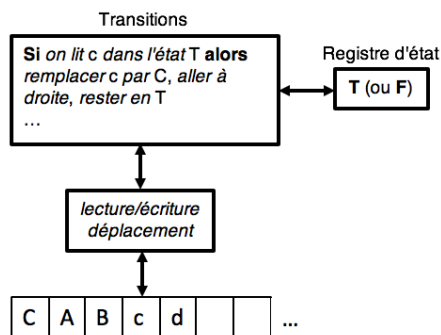 Transitions
Si on lit c dans l'état T alors
remplacer c par C, aller à
droite, rester en T
…
Registre d'état
T (ou F)
lecture/écriture
déplacement
C A B c d ...